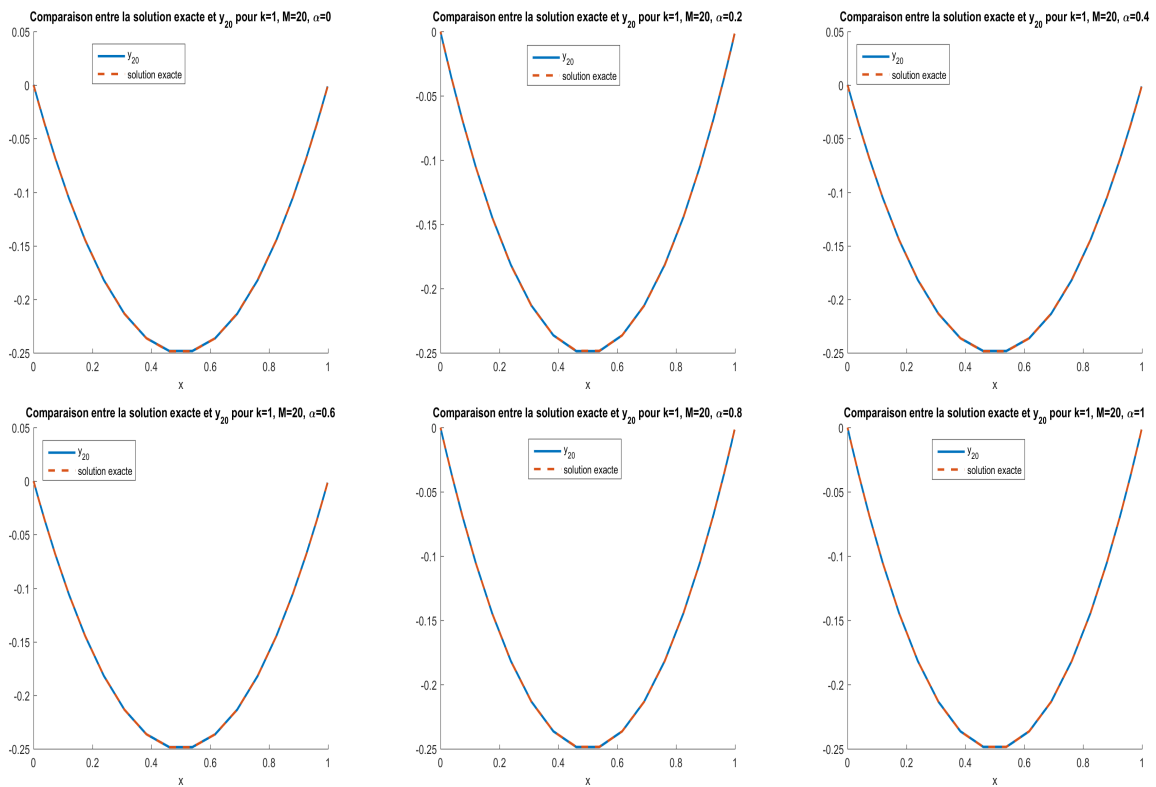 Comparaison entre la solution exacte et y20 pour k=1, M=20, α=0
0.05
0
-0.05
-0.1
-0.15
-0.2
-0.25
0 0.2 0.4 0.6 0.8 1
x
y20
solution exacte
Comparaison entre la solution exacte et y20 pour k=1, M=20, α=0.2
0
-0.05
-0.1
-0.15
-0.2
-0.25
0 0.2 0.4 0.6 0.8 1
x
y20
solution exacte
Comparaison entre la solution exacte et y20 pour k=1, M=20, α=0.4
0.05
0
-0.05
-0.1
-0.15
-0.2
-0.25
0 0.2 0.4 0.6 0.8 1
x
y20
solution exacte
Comparaison entre la solution exacte et y20 pour k=1, M=20, α=0.6
0.05
0
-0.05
-0.1
-0.15
-0.2
-0.25
0 0.2 0.4 0.6 0.8 1
x
y20
solution exacte
Comparaison entre la solution exacte et y20 pour k=1, M=20, α=0.8
0
-0.05
-0.1
-0.15
-0.2
-0.25
0 0.2 0.4 0.6 0.8 1
x
y20
solution exacte
Comparaison entre la solution exacte et y20 pour k=1, M=20, α=1
0
-0.05
-0.1
-0.15
-0.2
-0.25
0 0.2 0.4 0.6 0.8 1
x
y20
solution exacte